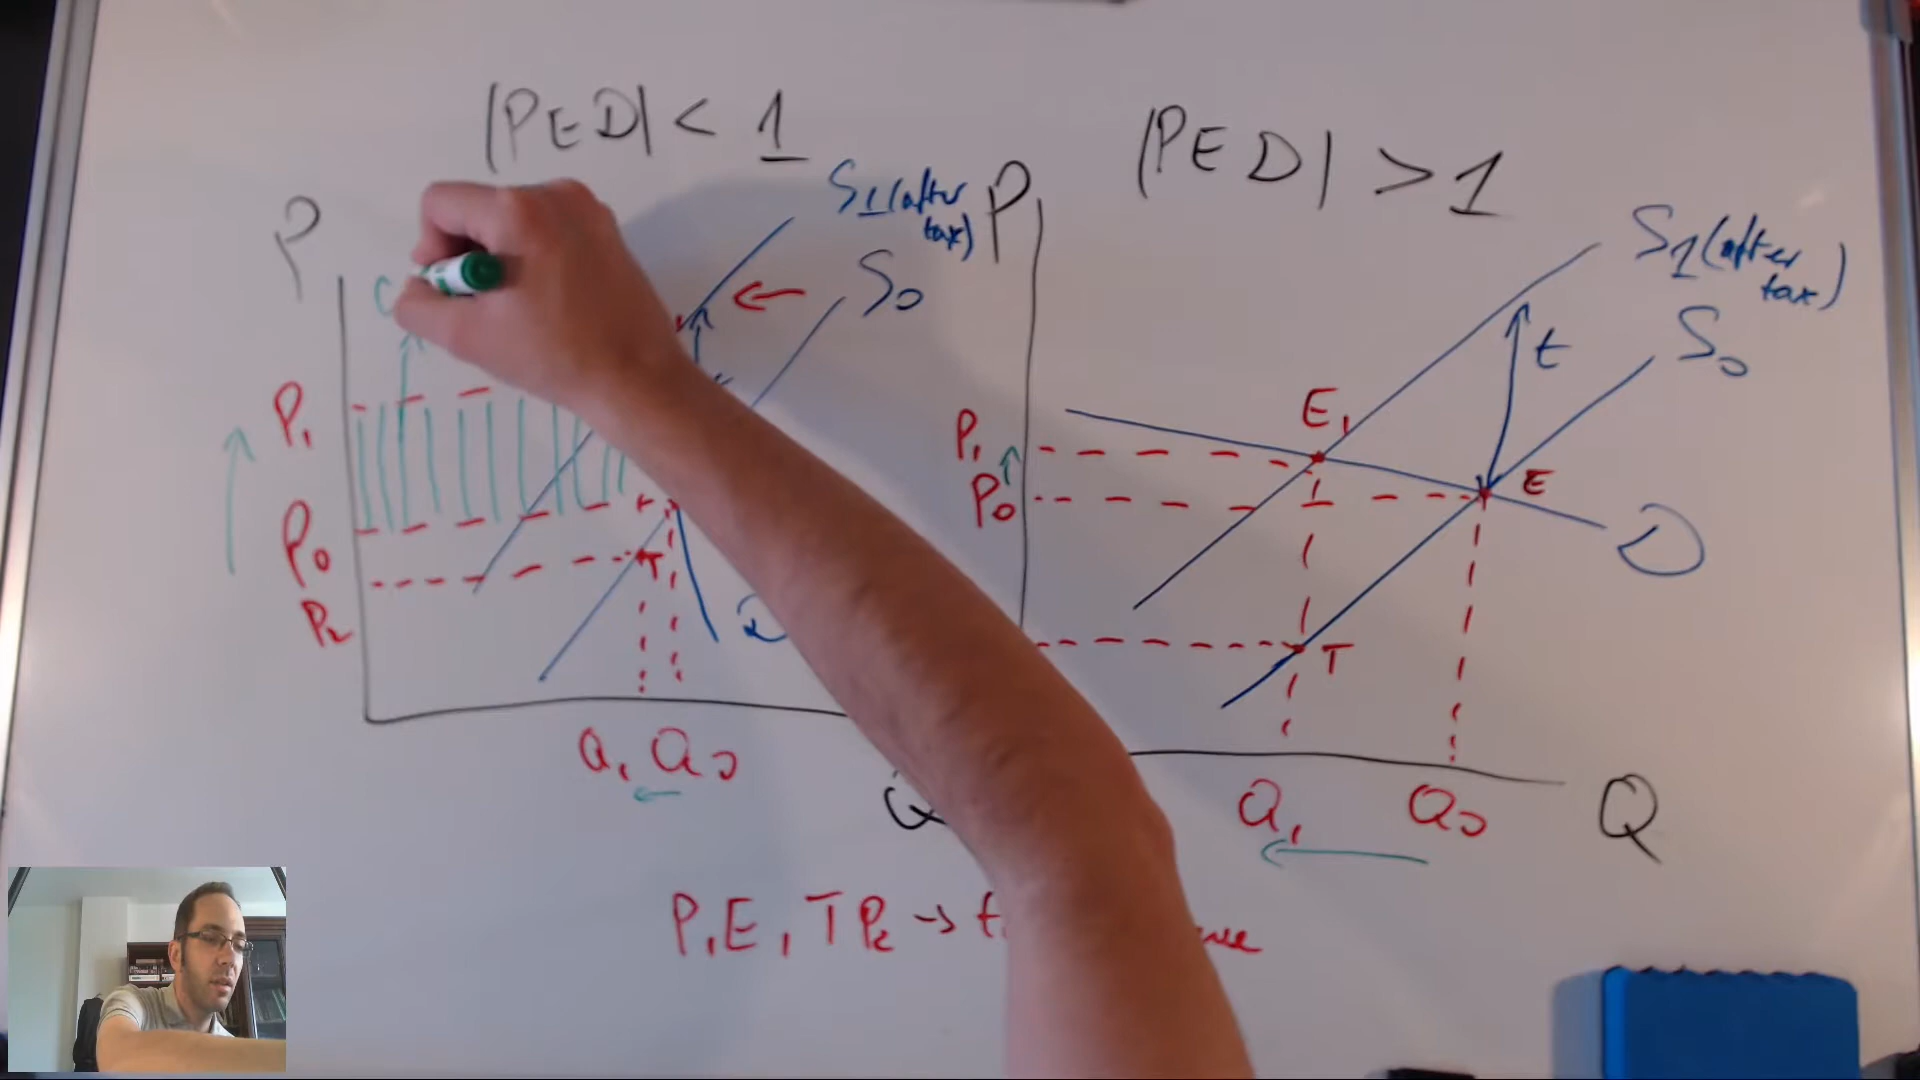 |PED| < 1
|PED| > 1
P
S1 (after tax)
S0
P1
P0
P2
T
D
Q1 Q0
Q
P
S1 (after tax)
S0
t
E1
E
P1
P0
D
T
Q1 Q0
Q
P1E1TP2 → t